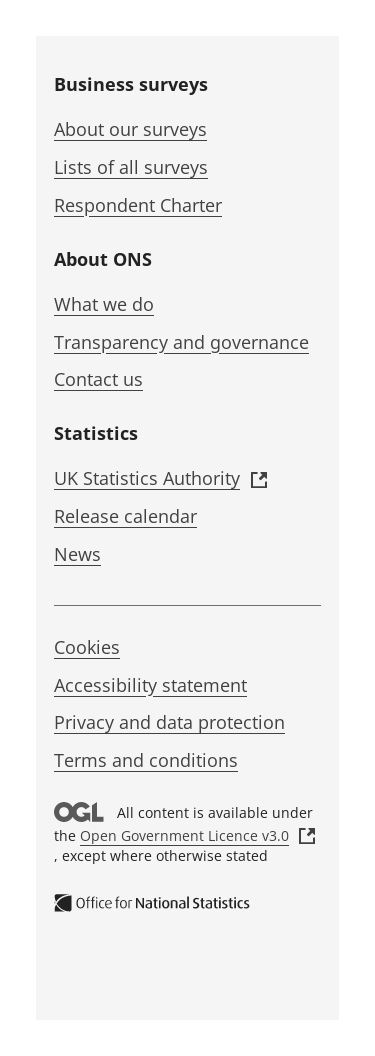 Business surveys
About our surveys
Lists of all surveys
Respondent Charter
About ONS
What we do
Transparency and governance
Contact us
Statistics
UK Statistics Authority
Release calendar
News
Cookies
Accessibility statement
Privacy and data protection
Terms and conditions
OGL All content is available under
the Open Government Licence v3.0
, except where otherwise stated
Office for National Statistics